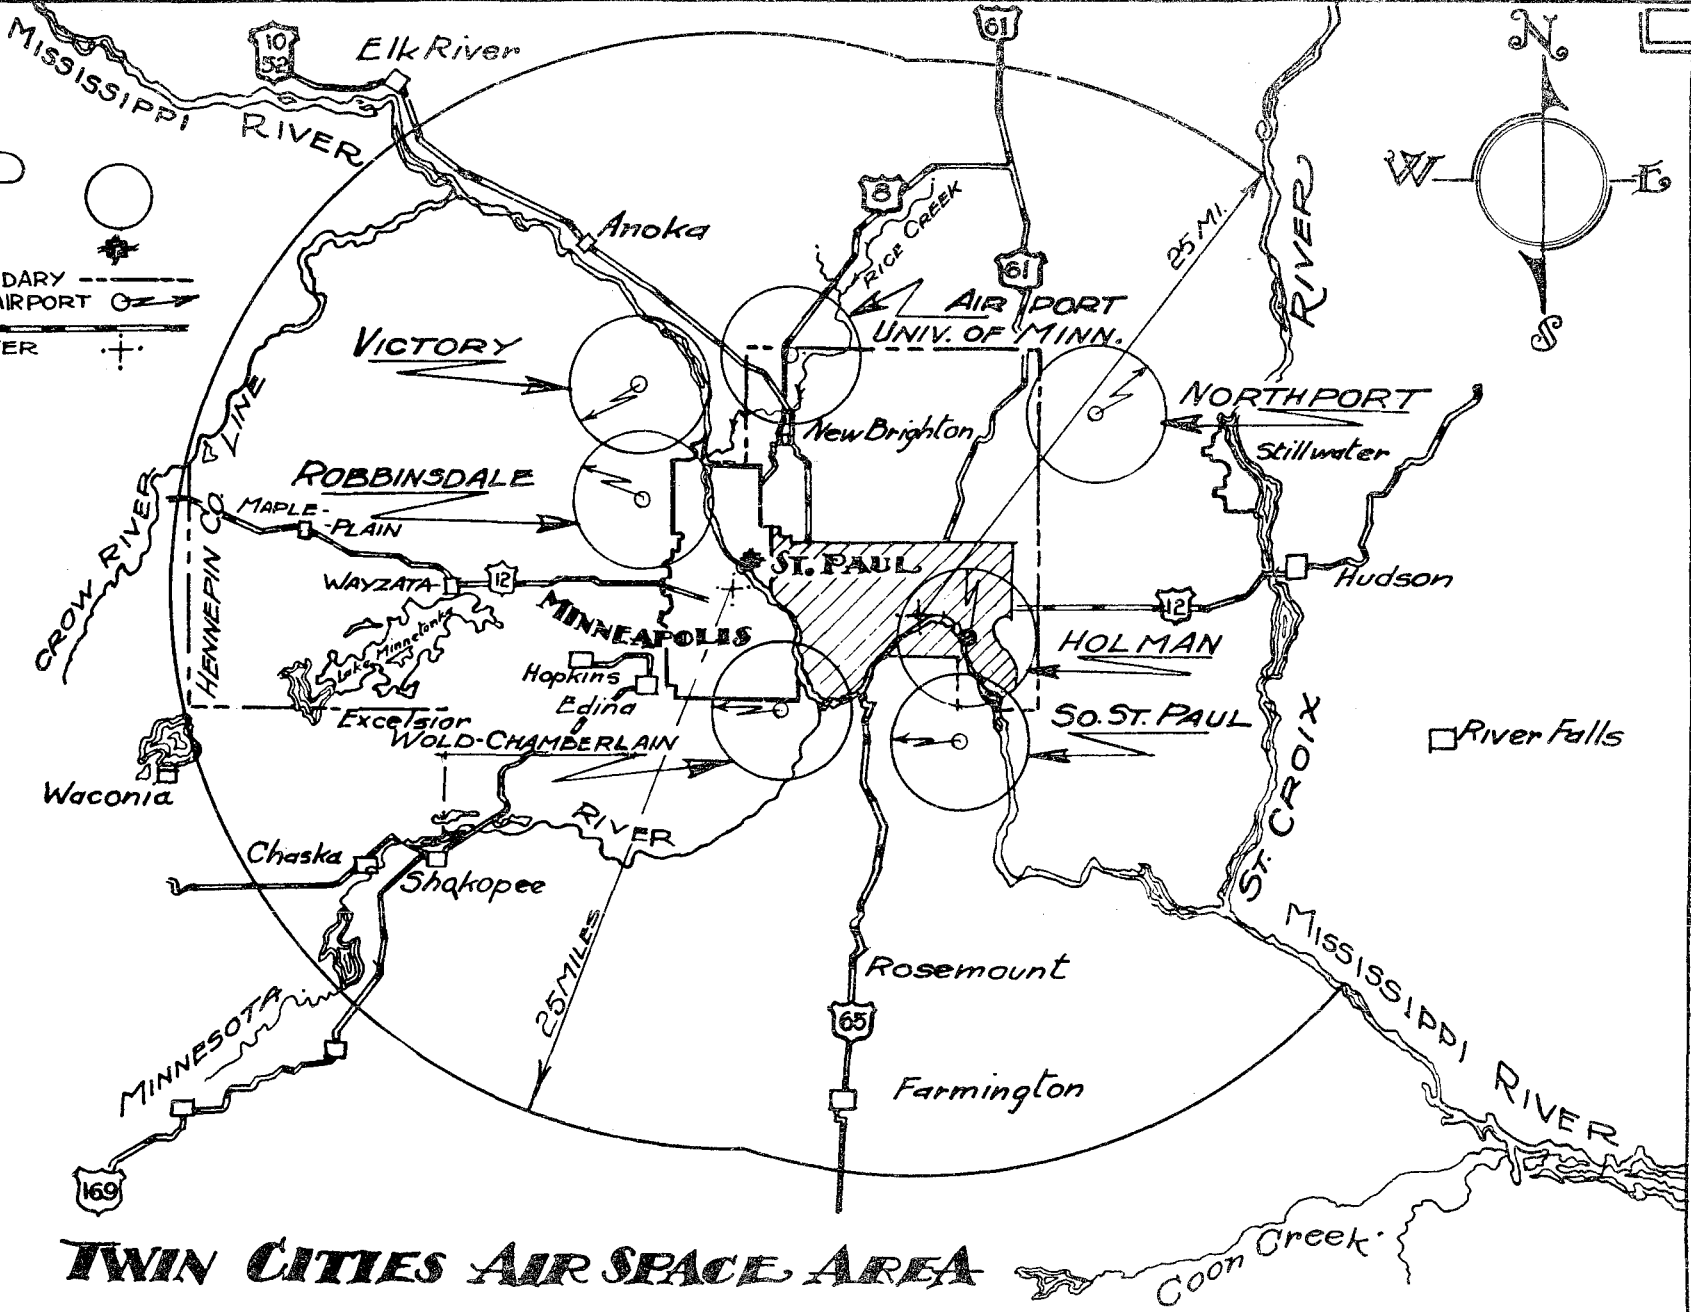 MISSISSIPPI RIVER
10
52
Elk River
61
N
W
E
S
8
RICE CREEK
Anoka
61
25 MI.
RIVER
DARY
AIRPORT
ER
AIRPORT
UNIV. OF MINN.
VICTORY
NORTHPORT
LINE
New Brighton
Stillwater
ROBBINSDALE
MAPLE-
-PLAIN
CROW RIVER
HENNEPIN CO.
WAYZATA
12
ST. PAUL
MINNEAPOLIS
12
Hudson
Lake Minnetonka
Hopkins
HOLMAN
Edina
Excelsior
SO. ST. PAUL
WOLD-CHAMBERLAIN
River Falls
Waconia
ST. CROIX
RIVER
Chaska
Shakopee
MISSISSIPPI RIVER
25 MILES
Rosemount
MINNESOTA
65
Farmington
169
Coon Creek
TWIN CITIES AIR SPACE AREA